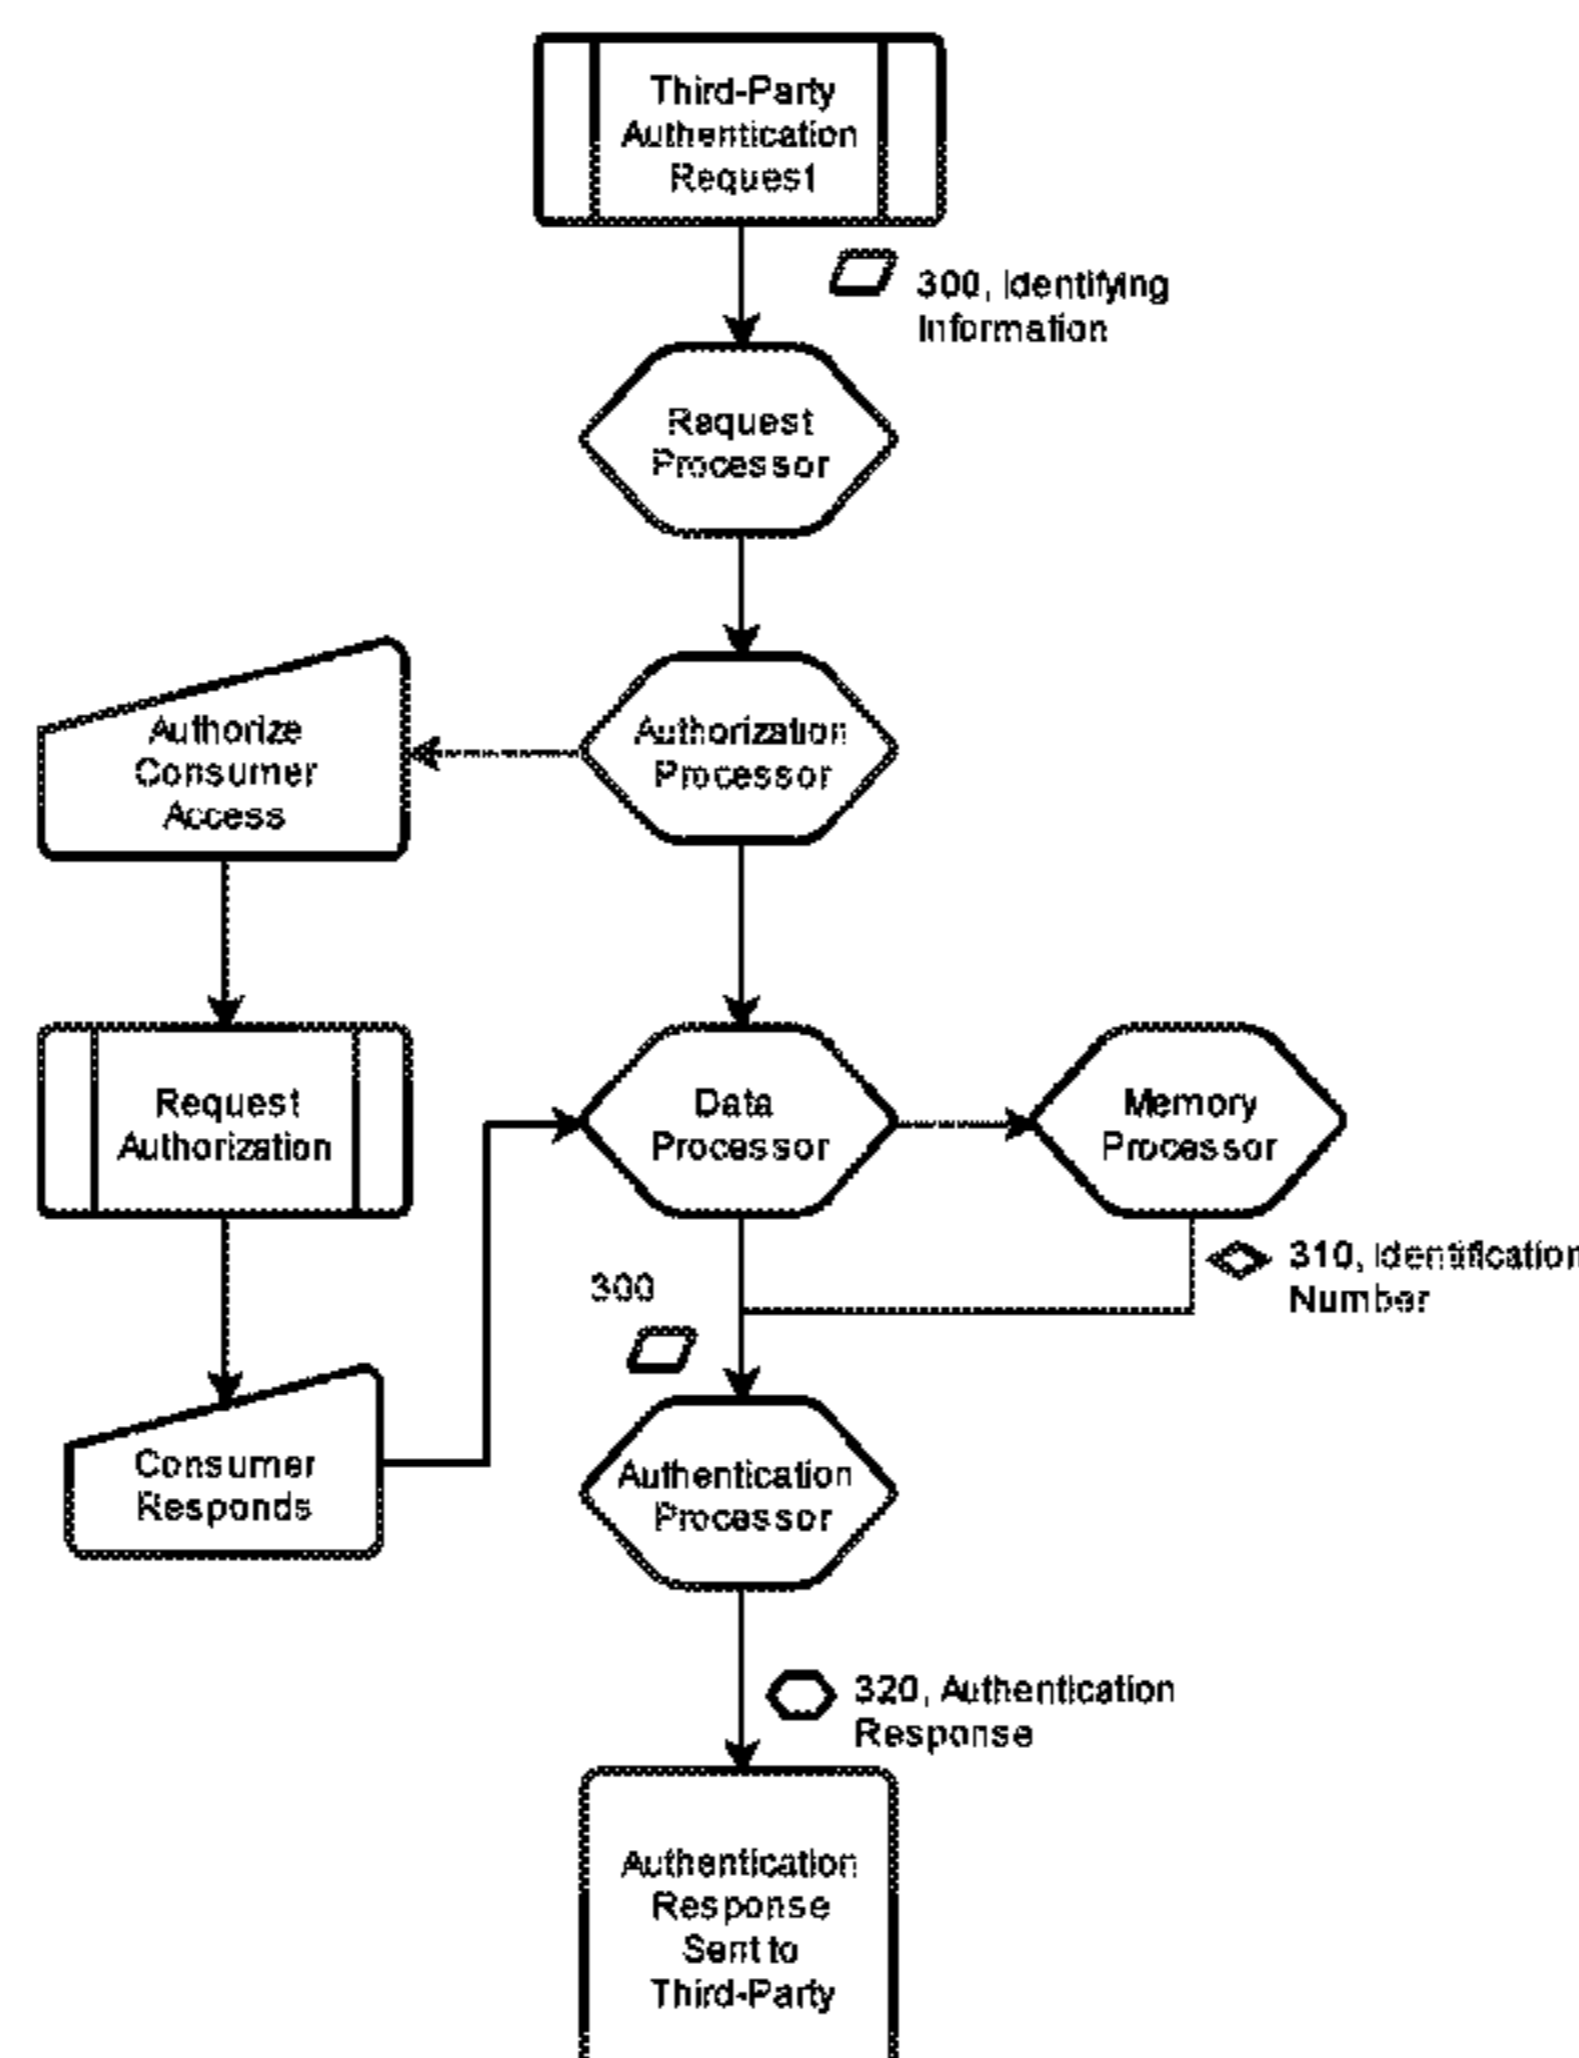 Third-Party
Authentication
Request
300, Identifying
Information
Request
Processor
Authorize
Consumer
Access
Authorization
Processor
Request
Authorization
Data
Processor
Memory
Processor
300
310, Identification
Number
Consumer
Responds
Authentication
Processor
320, Authentication
Response
Authentication
Response
Sent to
Third-Party